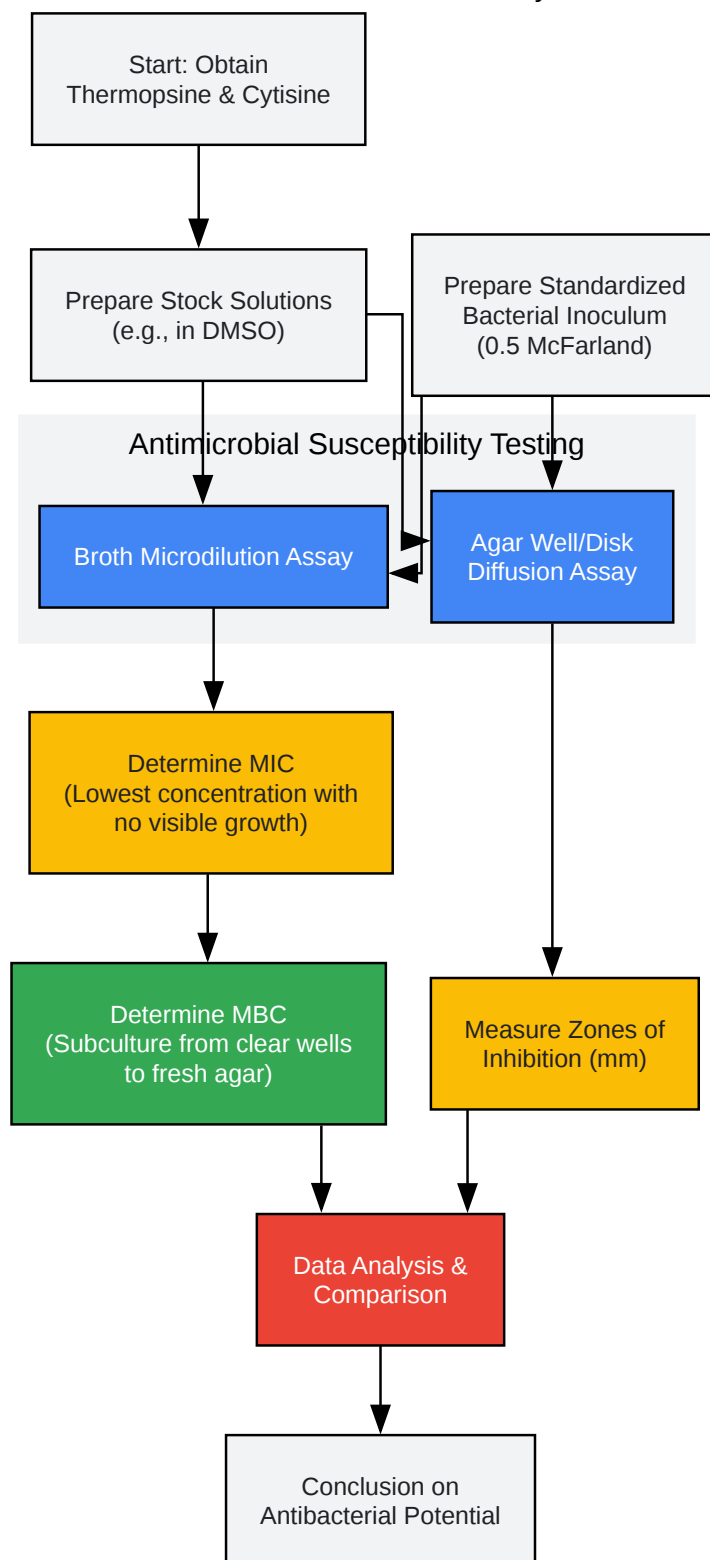 Start: Obtain
Thermopsine & Cytisine
Prepare Stock Solutions
(e.g., in DMSO)
Prepare Standardized
Bacterial Inoculum
(0.5 McFarland)
Antimicrobial Susceptibility Testing
Broth Microdilution Assay
Agar Well/Disk
Diffusion Assay
Determine MIC
(Lowest concentration with
no visible growth)
Determine MBC
(Subculture from clear wells
to fresh agar)
Measure Zones of
Inhibition (mm)
Data Analysis &
Comparison
Conclusion on
Antibacterial Potential